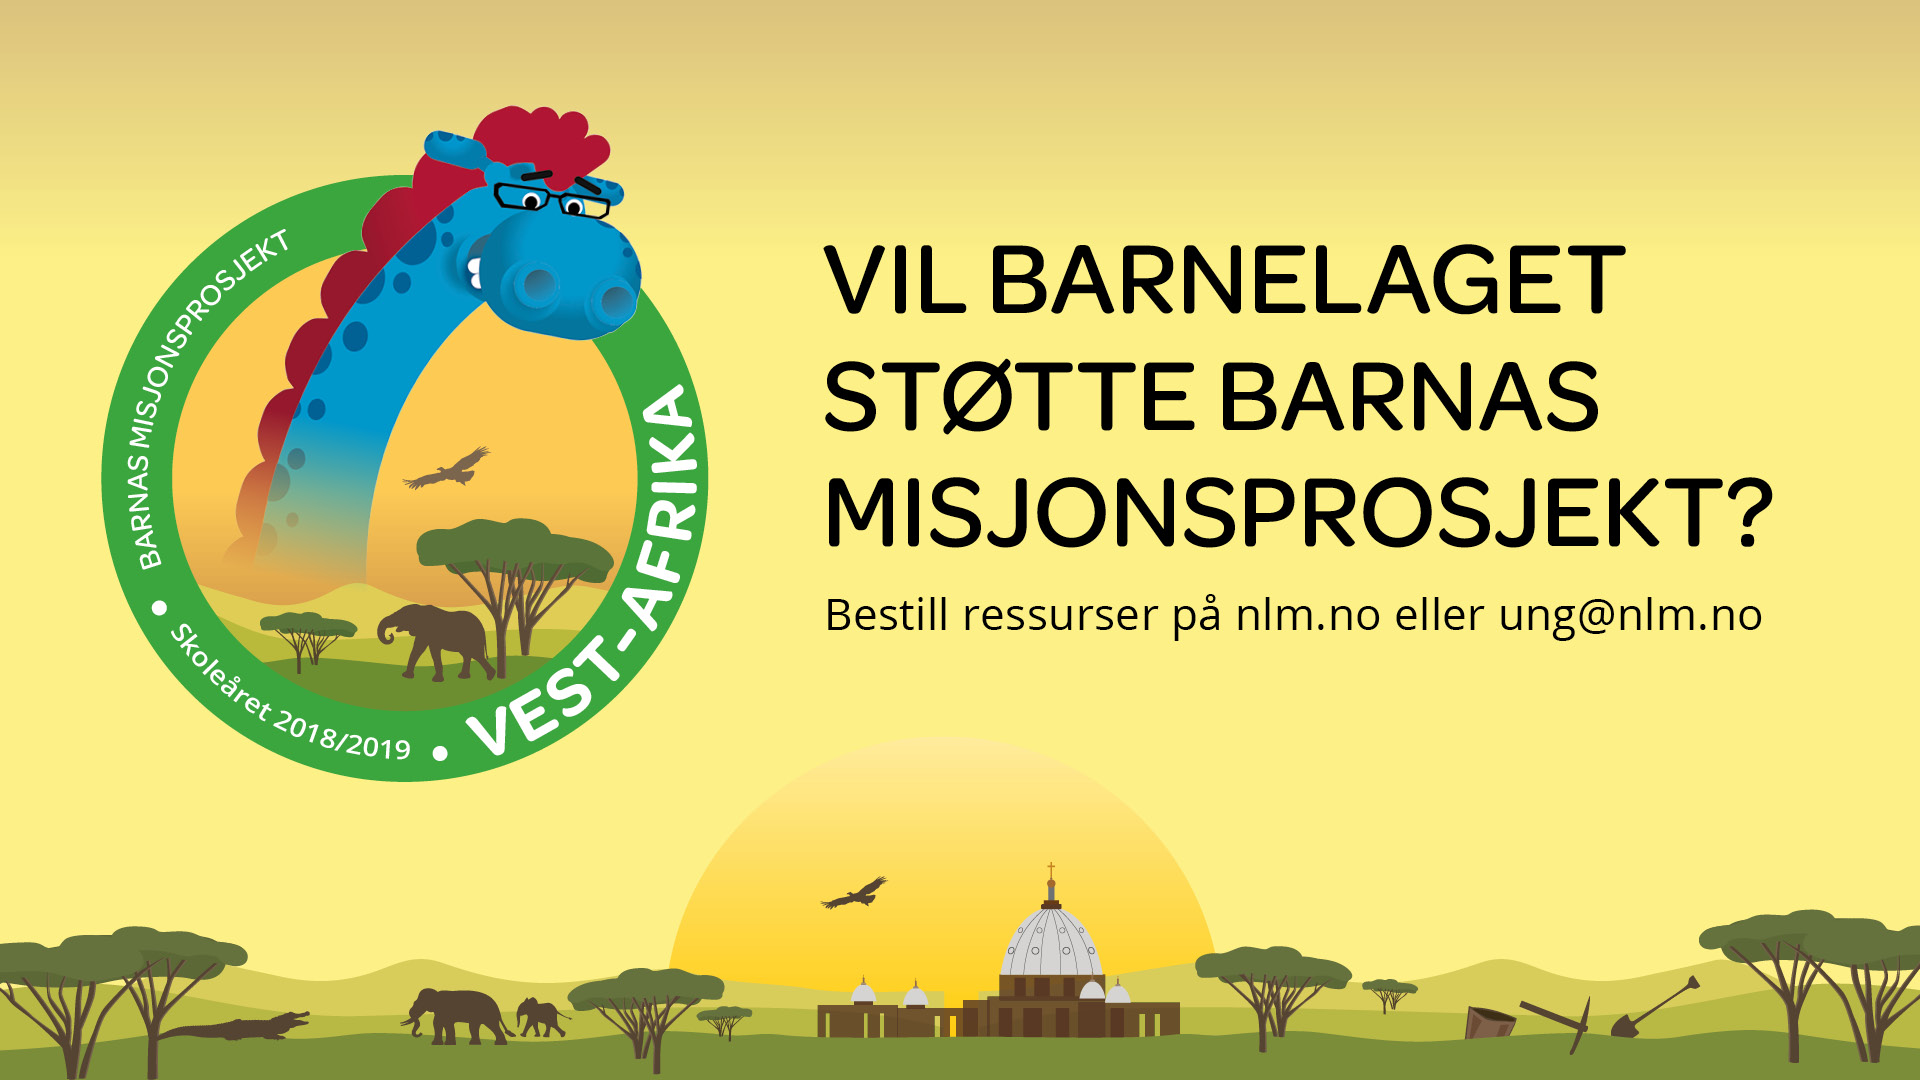 BARNAS MISJONSPROSJEKT
• Skoleåret 2018/2019 •
VEST-AFRIKA
VIL BARNELAGET
STØTTE BARNAS
MISJONSPROSJEKT?
Bestill ressurser på nlm.no eller ung@nlm.no